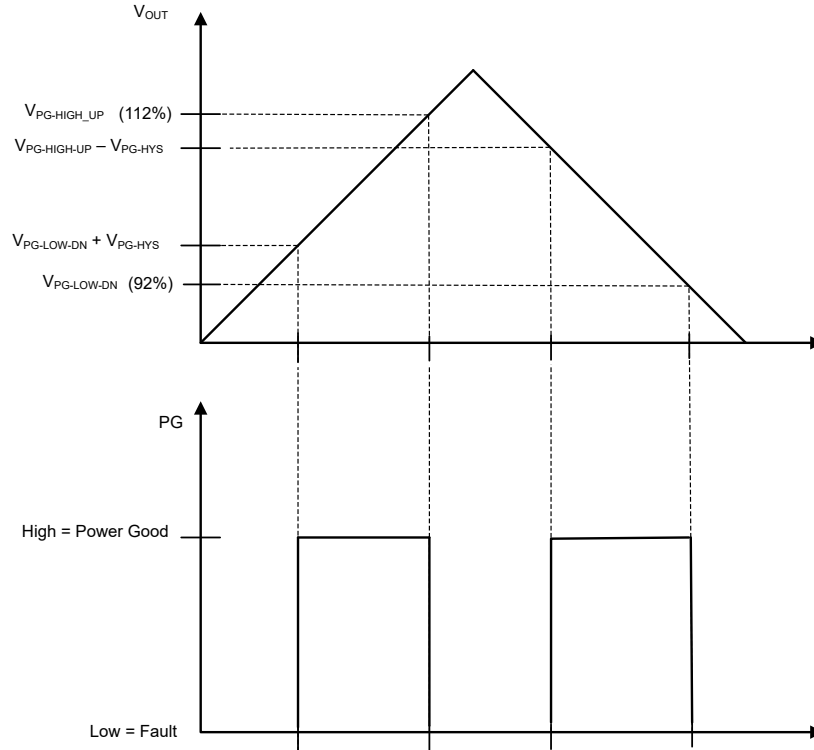 VOUT
VPG-HIGH_UP (112%)
VPG-HIGH-UP – VPG-HYS
VPG-LOW-DN + VPG-HYS
VPG-LOW-DN (92%)
PG
High = Power Good
Low = Fault